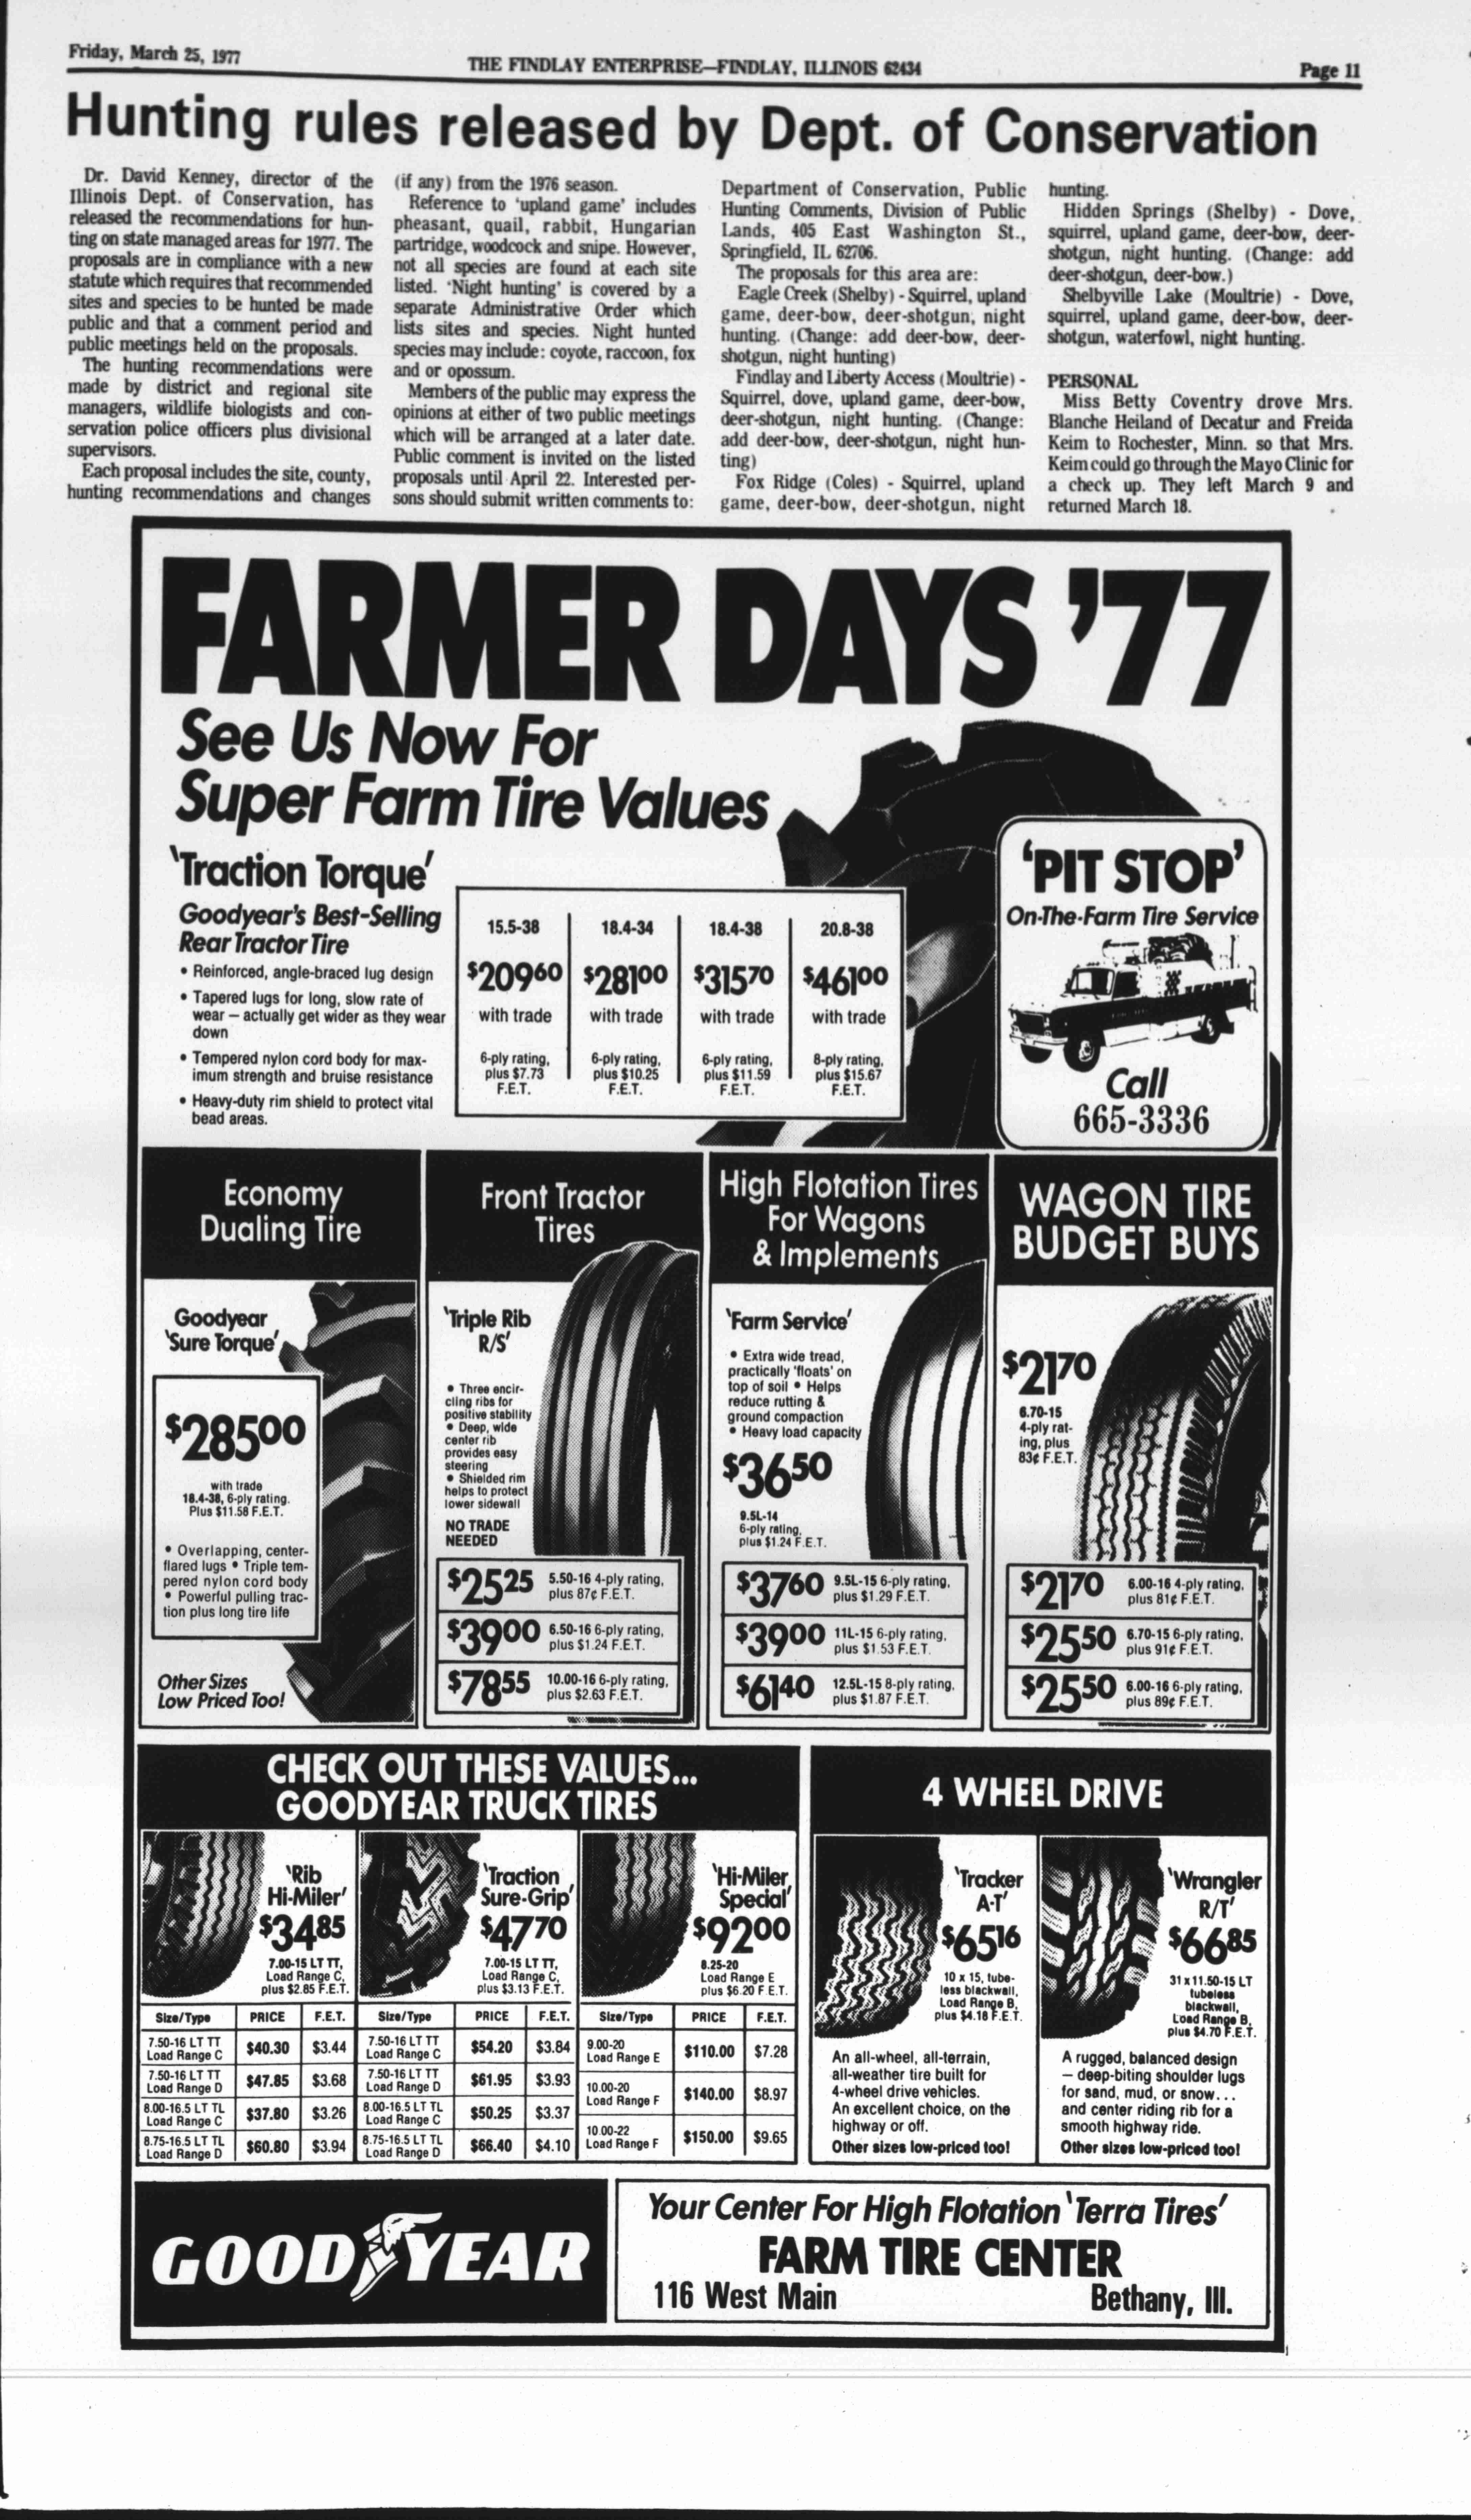 Friday, March 25, 1977
THE FINDLAY ENTERPRISE—FINDLAY, ILLINOIS 62434
Page 11
Hunting rules released by Dept. of Conservation
Dr. David Kenney, director of the
Illinois Dept. of Conservation, has
released the recommendations for hun-
ting on state managed areas for 1977. The
proposals are in compliance with a new
statute which requires that recommended
sites and species to be hunted be made
public and that a comment period and
public meetings held on the proposals.
The hunting recommendations were
made by district and regional site
managers, wildlife biologists and con-
servation police officers plus divisional
supervisors.
Each proposal includes the site, county,
hunting recommendations and changes
(if any) from the 1976 season.
Reference to 'upland game' includes
pheasant, quail, rabbit, Hungarian
partridge, woodcock and snipe. However,
not all species are found at each site
listed. 'Night hunting' is covered by a
separate Administrative Order which
lists sites and species. Night hunted
species may include: coyote, raccoon, fox
and or opossum.
Members of the public may express the
opinions at either of two public meetings
which will be arranged at a later date.
Public comment is invited on the listed
proposals until April 22. Interested per-
sons should submit written comments to:
Department of Conservation, Public
Hunting Comments, Division of Public
Lands, 405 East Washington St.,
Springfield, IL 62706.
The proposals for this area are:
Eagle Creek (Shelby) - Squirrel, upland
game, deer-bow, deer-shotgun, night
hunting. (Change: add deer-bow, deer-
shotgun, night hunting)
Findlay and Liberty Access (Moultrie) -
Squirrel, dove, upland game, deer-bow,
deer-shotgun, night hunting. (Change:
add deer-bow, deer-shotgun, night hun-
ting)
Fox Ridge (Coles) - Squirrel, upland
game, deer-bow, deer-shotgun, night
hunting.
Hidden Springs (Shelby) - Dove,
squirrel, upland game, deer-bow, deer-
shotgun, night hunting. (Change: add
deer-shotgun, deer-bow.)
Shelbyville Lake (Moultrie) - Dove,
squirrel, upland game, deer-bow, deer-
shotgun, waterfowl, night hunting.
PERSONAL
Miss Betty Coventry drove Mrs.
Blanche Heiland of Decatur and Freida
Keim to Rochester, Minn. so that Mrs.
Keim could go through the Mayo Clinic for
a check up. They left March 9 and
returned March 18.
FARMER DAYS '77
See Us Now For
Super Farm Tire Values
'Traction Torque'
Goodyear's Best-Selling
Rear Tractor Tire
• Reinforced, angle-braced lug design
• Tapered lugs for long, slow rate of
wear — actually get wider as they wear
down
• Tempered nylon cord body for max-
imum strength and bruise resistance
• Heavy-duty rim shield to protect vital
bead areas.
15.5-38
$20960
with trade
6-ply rating,
plus $7.73
F.E.T.
18.4-34
$28100
with trade
6-ply rating,
plus $10.25
F.E.T.
18.4-38
$31570
with trade
6-ply rating,
plus $11.59
F.E.T.
20.8-38
$46100
with trade
8-ply rating,
plus $15.67
F.E.T.
'PIT STOP'
On-The-Farm Tire Service
Call
665-3336
Economy
Dualing Tire
Goodyear
'Sure Torque'
$28500
with trade
18.4-38, 6-ply rating.
Plus $11.58 F.E.T.
• Overlapping, center-
flared lugs • Triple tem-
pered nylon cord body
• Powerful pulling trac-
tion plus long tire life
Other Sizes
Low Priced Too!
Front Tractor
Tires
'Triple Rib
R/S'
• Three encir-
cling ribs for
positive stability
• Deep, wide
center rib
provides easy
steering
• Shielded rim
helps to protect
lower sidewall
NO TRADE
NEEDED
$2525 5.50-16 4-ply rating,
plus 87¢ F.E.T.
$3900 6.50-16 6-ply rating,
plus $1.24 F.E.T.
$7855 10.00-16 6-ply rating,
plus $2.63 F.E.T.
High Flotation Tires
For Wagons
& Implements
'Farm Service'
• Extra wide tread,
practically 'floats' on
top of soil • Helps
reduce rutting &
ground compaction
• Heavy load capacity
$3650
9.5L-14
6-ply rating,
plus $1.24 F.E.T.
$3760 9.5L-15 6-ply rating,
plus $1.29 F.E.T.
$3900 11L-15 6-ply rating,
plus $1.53 F.E.T.
$6140 12.5L-15 8-ply rating,
plus $1.87 F.E.T.
WAGON TIRE
BUDGET BUYS
$2170
6.70-15
4-ply rat-
ing, plus
83¢ F.E.T.
$2170 6.00-16 4-ply rating,
plus 81¢ F.E.T.
$2550 6.70-15 6-ply rating,
plus 91¢ F.E.T.
$2550 6.00-16 6-ply rating,
plus 89¢ F.E.T.
CHECK OUT THESE VALUES...
GOODYEAR TRUCK TIRES
'Rib
Hi-Miler'
$3485
7.00-15 LT TT,
Load Range C,
plus $2.85 F.E.T.
Size/Type PRICE F.E.T.
7.50-16 LT TT
Load Range C $40.30 $3.44
7.50-16 LT TT
Load Range D $47.85 $3.68
8.00-16.5 LT TL
Load Range C $37.80 $3.26
8.75-16.5 LT TL
Load Range D $60.80 $3.94
'Traction
Sure-Grip'
$4770
7.00-15 LT TT,
Load Range C,
plus $3.13 F.E.T.
Size/Type PRICE F.E.T.
7.50-16 LT TT
Load Range C $54.20 $3.84
7.50-16 LT TT
Load Range D $61.95 $3.93
8.00-16.5 LT TL
Load Range C $50.25 $3.37
8.75-16.5 LT TL
Load Range D $66.40 $4.10
'Hi-Miler
Special'
$9200
8.25-20
Load Range E
plus $6.20 F.E.T.
Size/Type PRICE F.E.T.
9.00-20
Load Range E $110.00 $7.28
10.00-20
Load Range F $140.00 $8.97
10.00-22
Load Range F $150.00 $9.65
4 WHEEL DRIVE
'Tracker
A-T'
$6516
10 x 15, tube-
less blackwall,
Load Range B,
plus $4.18 F.E.T.
An all-wheel, all-terrain,
all-weather tire built for
4-wheel drive vehicles.
An excellent choice, on the
highway or off.
Other sizes low-priced too!
'Wrangler
R/T'
$6685
31 x 11.50-15 LT
tubeless
blackwall,
Load Range B,
plus $4.70 F.E.T.
A rugged, balanced design
— deep-biting shoulder lugs
for sand, mud, or snow...
and center riding rib for a
smooth highway ride.
Other sizes low-priced too!
GOODYEAR
Your Center For High Flotation 'Terra Tires'
FARM TIRE CENTER
116 West Main
Bethany, Ill.